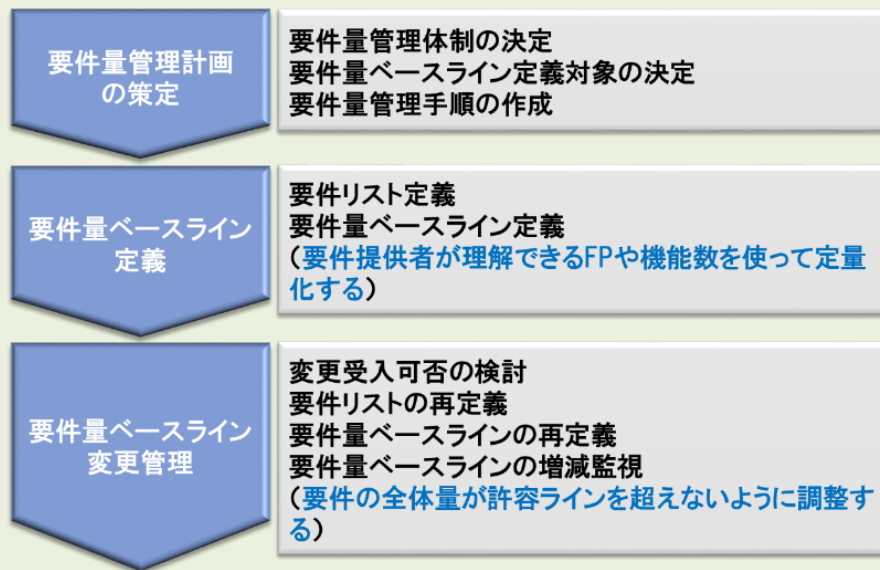 要件量管理計画
の策定
要件量管理体制の決定
要件量ベースライン定義対象の決定
要件量管理手順の作成
要件量ベースライン
定義
要件リスト定義
要件量ベースライン定義
（要件提供者が理解できるFPや機能数を使って定量
化する）
要件量ベースライン
変更管理
変更受入可否の検討
要件リストの再定義
要件量ベースラインの再定義
要件量ベースラインの増減監視
（要件の全体量が許容ラインを超えないように調整す
る）